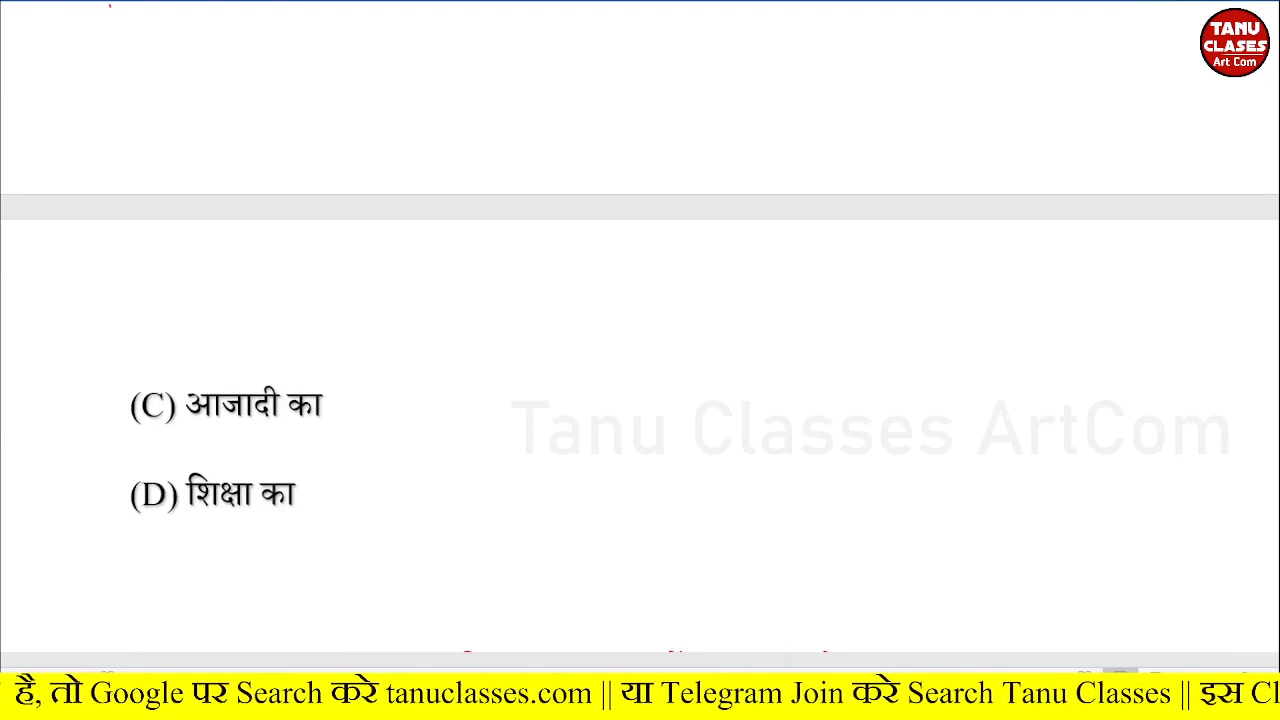 TANU
CLASES
Art Com
(C) आजादी का
Tanu Classes ArtCom
(D) शिक्षा का
है, तो Google पर Search करे tanuclasses.com || या Telegram Join करे Search Tanu Classes || इस Cl